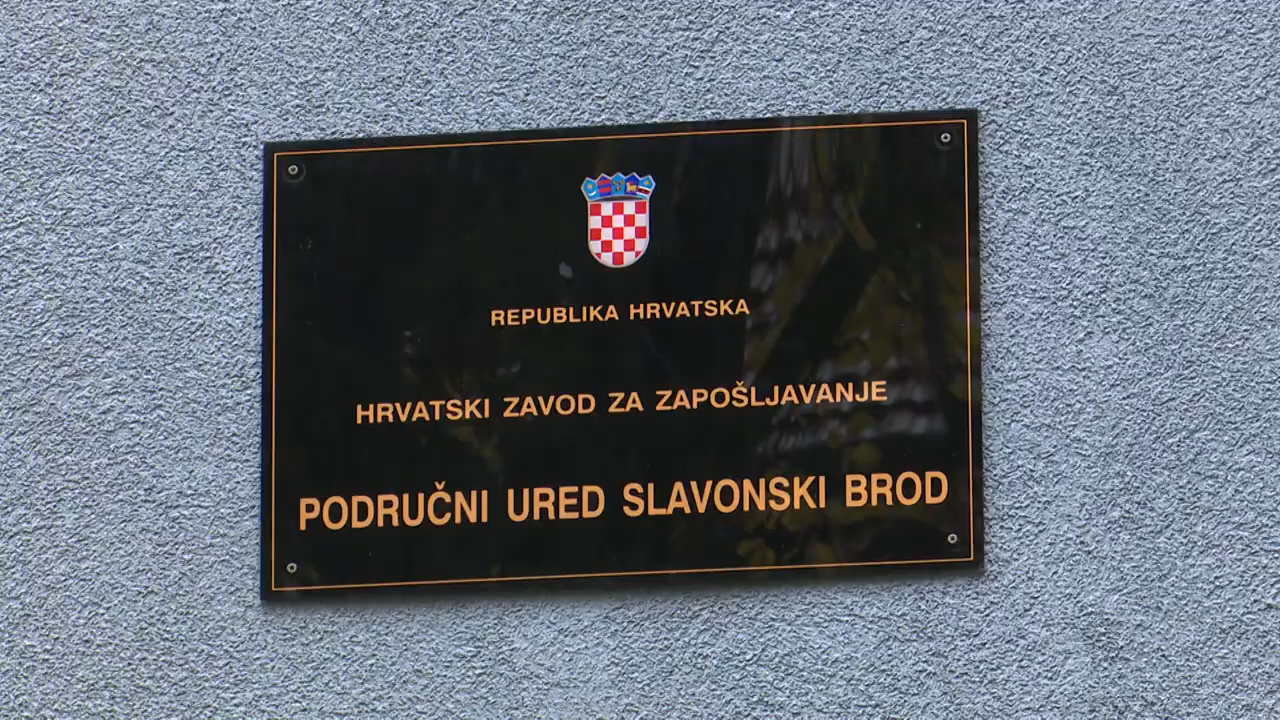 REPUBLIKA HRVATSKA
HRVATSKI ZAVOD ZA ZAPOŠLJAVANJE
PODRUČNI URED SLAVONSKI BROD